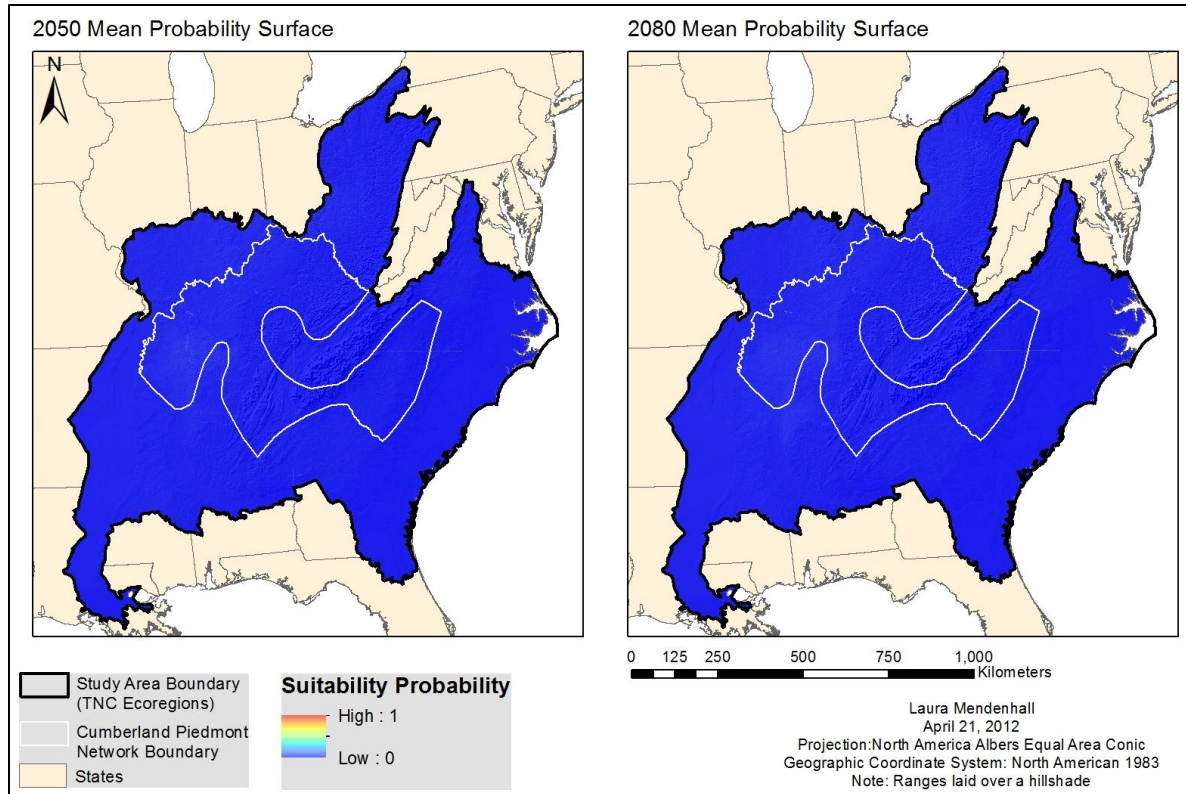 2050 Mean Probability Surface
2080 Mean Probability Surface
N
Study Area Boundary
(TNC Ecoregions)
Cumberland Piedmont
Network Boundary
States
Suitability Probability
High : 1
Low : 0
0 125 250 500 750 1,000
Kilometers
Laura Mendenhall
April 21, 2012
Projection:North America Albers Equal Area Conic
Geographic Coordinate System: North American 1983
Note: Ranges laid over a hillshade